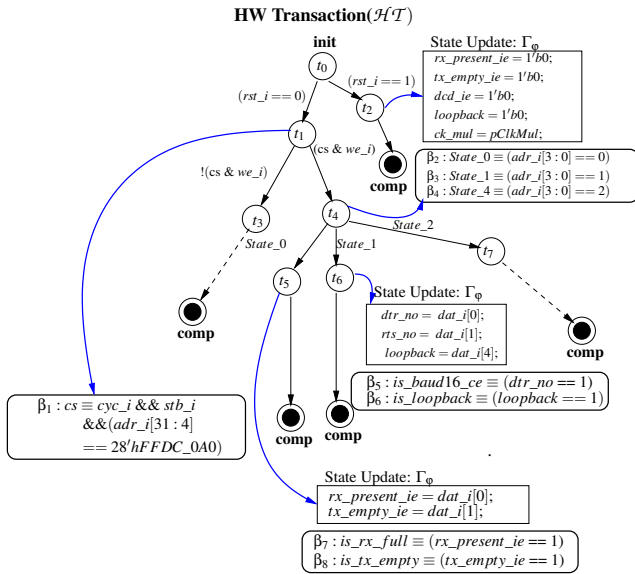 HW Transaction(𝓗𝓣)
init
State Update: Γφ
t0
rx_present_ie = 1'b0;
tx_empty_ie = 1'b0;
dcd_ie = 1'b0;
loopback = 1'b0;
ck_mul = pClkMul;
(rst_i == 0)
(rst_i == 1)
t2
t1
(cs & we_i)
comp
β2 : State_0 ≡ (adr_i[3 : 0] == 0)
β3 : State_1 ≡ (adr_i[3 : 0] == 1)
β4 : State_4 ≡ (adr_i[3 : 0] == 2)
!(cs & we_i)
t3
t4
State_0
State_1
State_2
t7
t5
t6
State Update: Γφ
dtr_no = dat_i[0];
rts_no = dat_i[1];
loopback = dat_i[4];
comp
comp
β5 : is_baud16_ce ≡ (dtr_no == 1)
β6 : is_loopback ≡ (loopback == 1)
β1 : cs ≡ cyc_i && stb_i
&&(adr_i[31 : 4]
== 28'hFFDC_0A0)
comp
comp
.
State Update: Γφ
rx_present_ie = dat_i[0];
tx_empty_ie = dat_i[1];
β7 : is_rx_full ≡ (rx_present_ie == 1)
β8 : is_tx_empty ≡ (tx_empty_ie == 1)